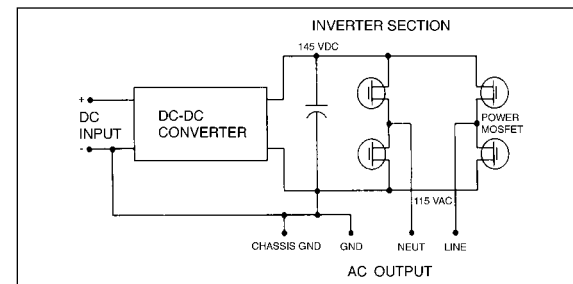 INVERTER SECTION
145 VDC
+
DC
INPUT
-
DC-DC
CONVERTER
POWER
MOSFET
115 VAC
CHASSIS GND
GND
NEUT
LINE
AC OUTPUT